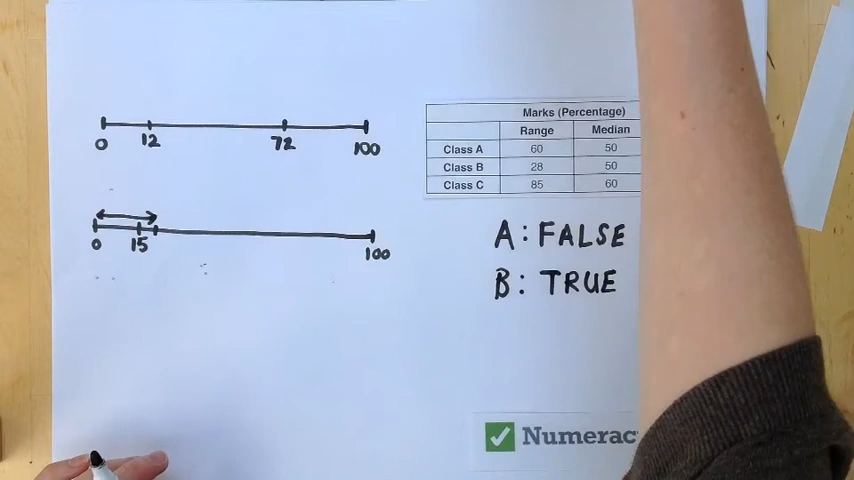 0 12 72 100
0 15 100
Marks (Percentage)
Range Median
Class A 60 50
Class B 28 50
Class C 85 60
A: FALSE
B: TRUE
Numerac